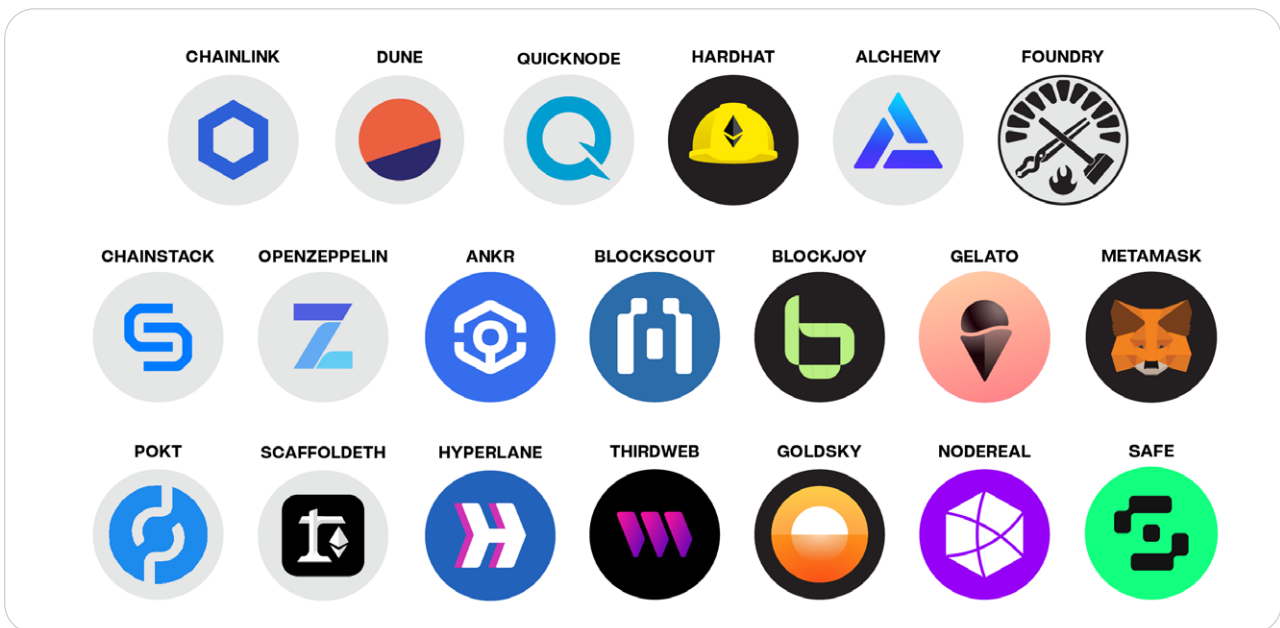 CHAINLINK DUNE QUICKNODE HARDHAT ALCHEMY FOUNDRY
CHAINSTACK OPENZEPPELIN ANKR BLOCKSCOUT BLOCKJOY GELATO METAMASK
POKT SCAFFOLDETH HYPERLANE THIRDWEB GOLDSKY NODEREAL SAFE